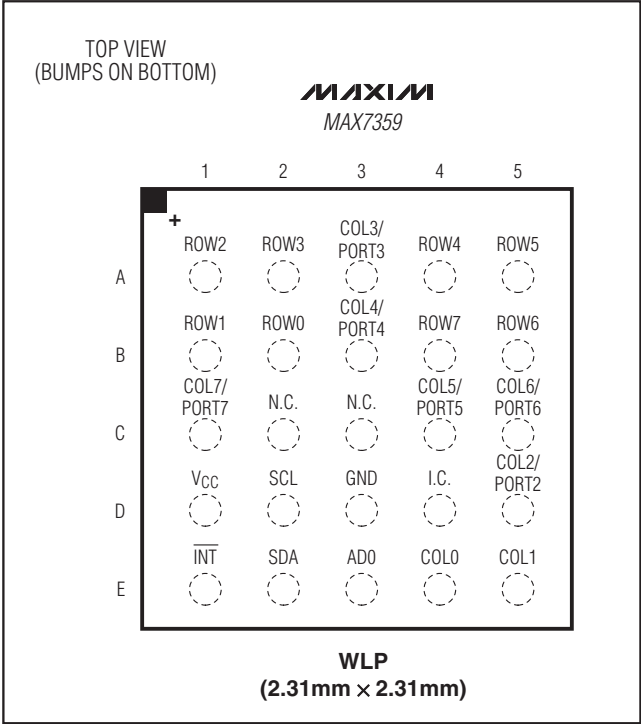 TOP VIEW
(BUMPS ON BOTTOM)
MAXIM
MAX7359
1 2 3 4 5
+
A
ROW2 ROW3 COL3/PORT3 ROW4 ROW5
B
ROW1 ROW0 COL4/PORT4 ROW7 ROW6
C
COL7/PORT7 N.C. N.C. COL5/PORT5 COL6/PORT6
D
VCC SCL GND I.C. COL2/PORT2
E
INT SDA AD0 COL0 COL1
WLP
(2.31mm × 2.31mm)